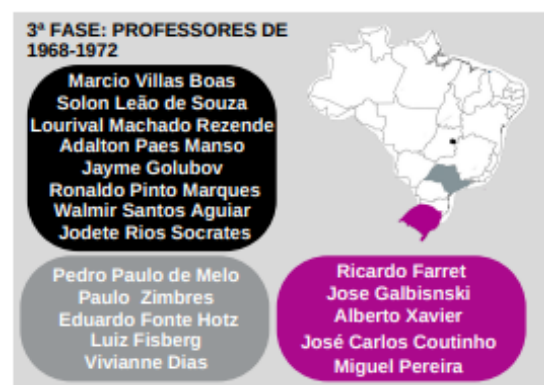 3ª FASE: PROFESSORES DE
1968-1972
Marcio Villas Boas
Solon Leão de Souza
Lourival Machado Rezende
Adalton Paes Manso
Jayme Golubov
Ronaldo Pinto Marques
Walmir Santos Aguiar
Jodete Rios Socrates
Pedro Paulo de Melo
Paulo Zimbres
Eduardo Fonte Hotz
Luiz Fisberg
Vivianne Dias
Ricardo Farret
Jose Galbisnski
Alberto Xavier
José Carlos Coutinho
Miguel Pereira